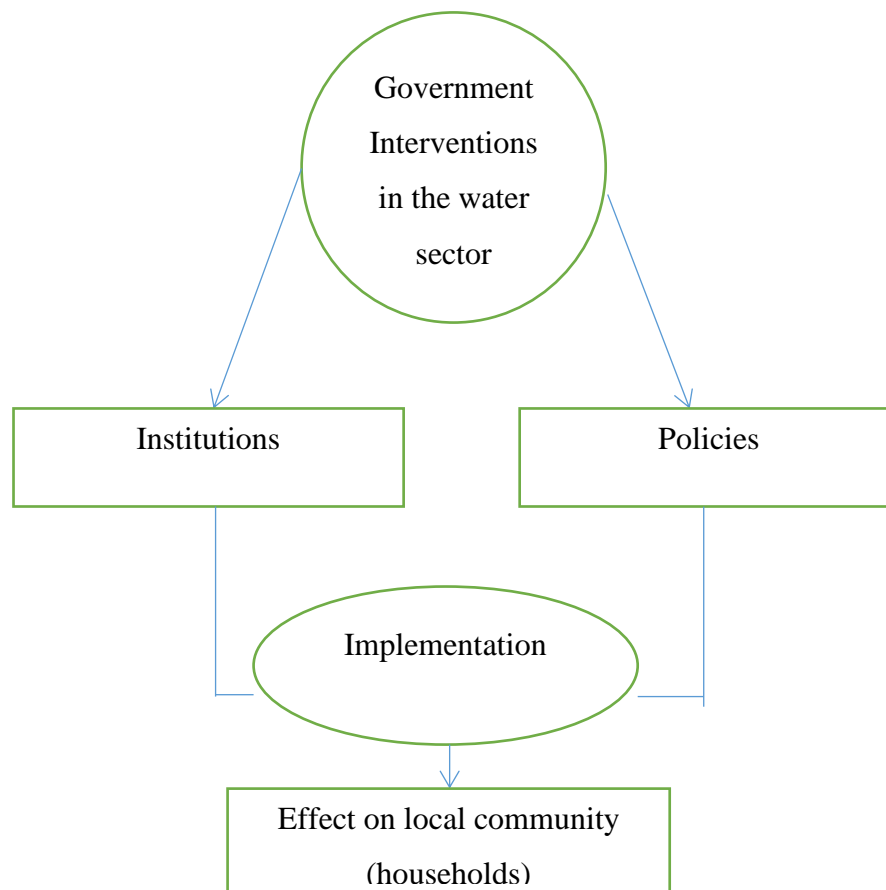 Government
Interventions
in the water
sector
Institutions
Policies
Implementation
Effect on local community
(households)